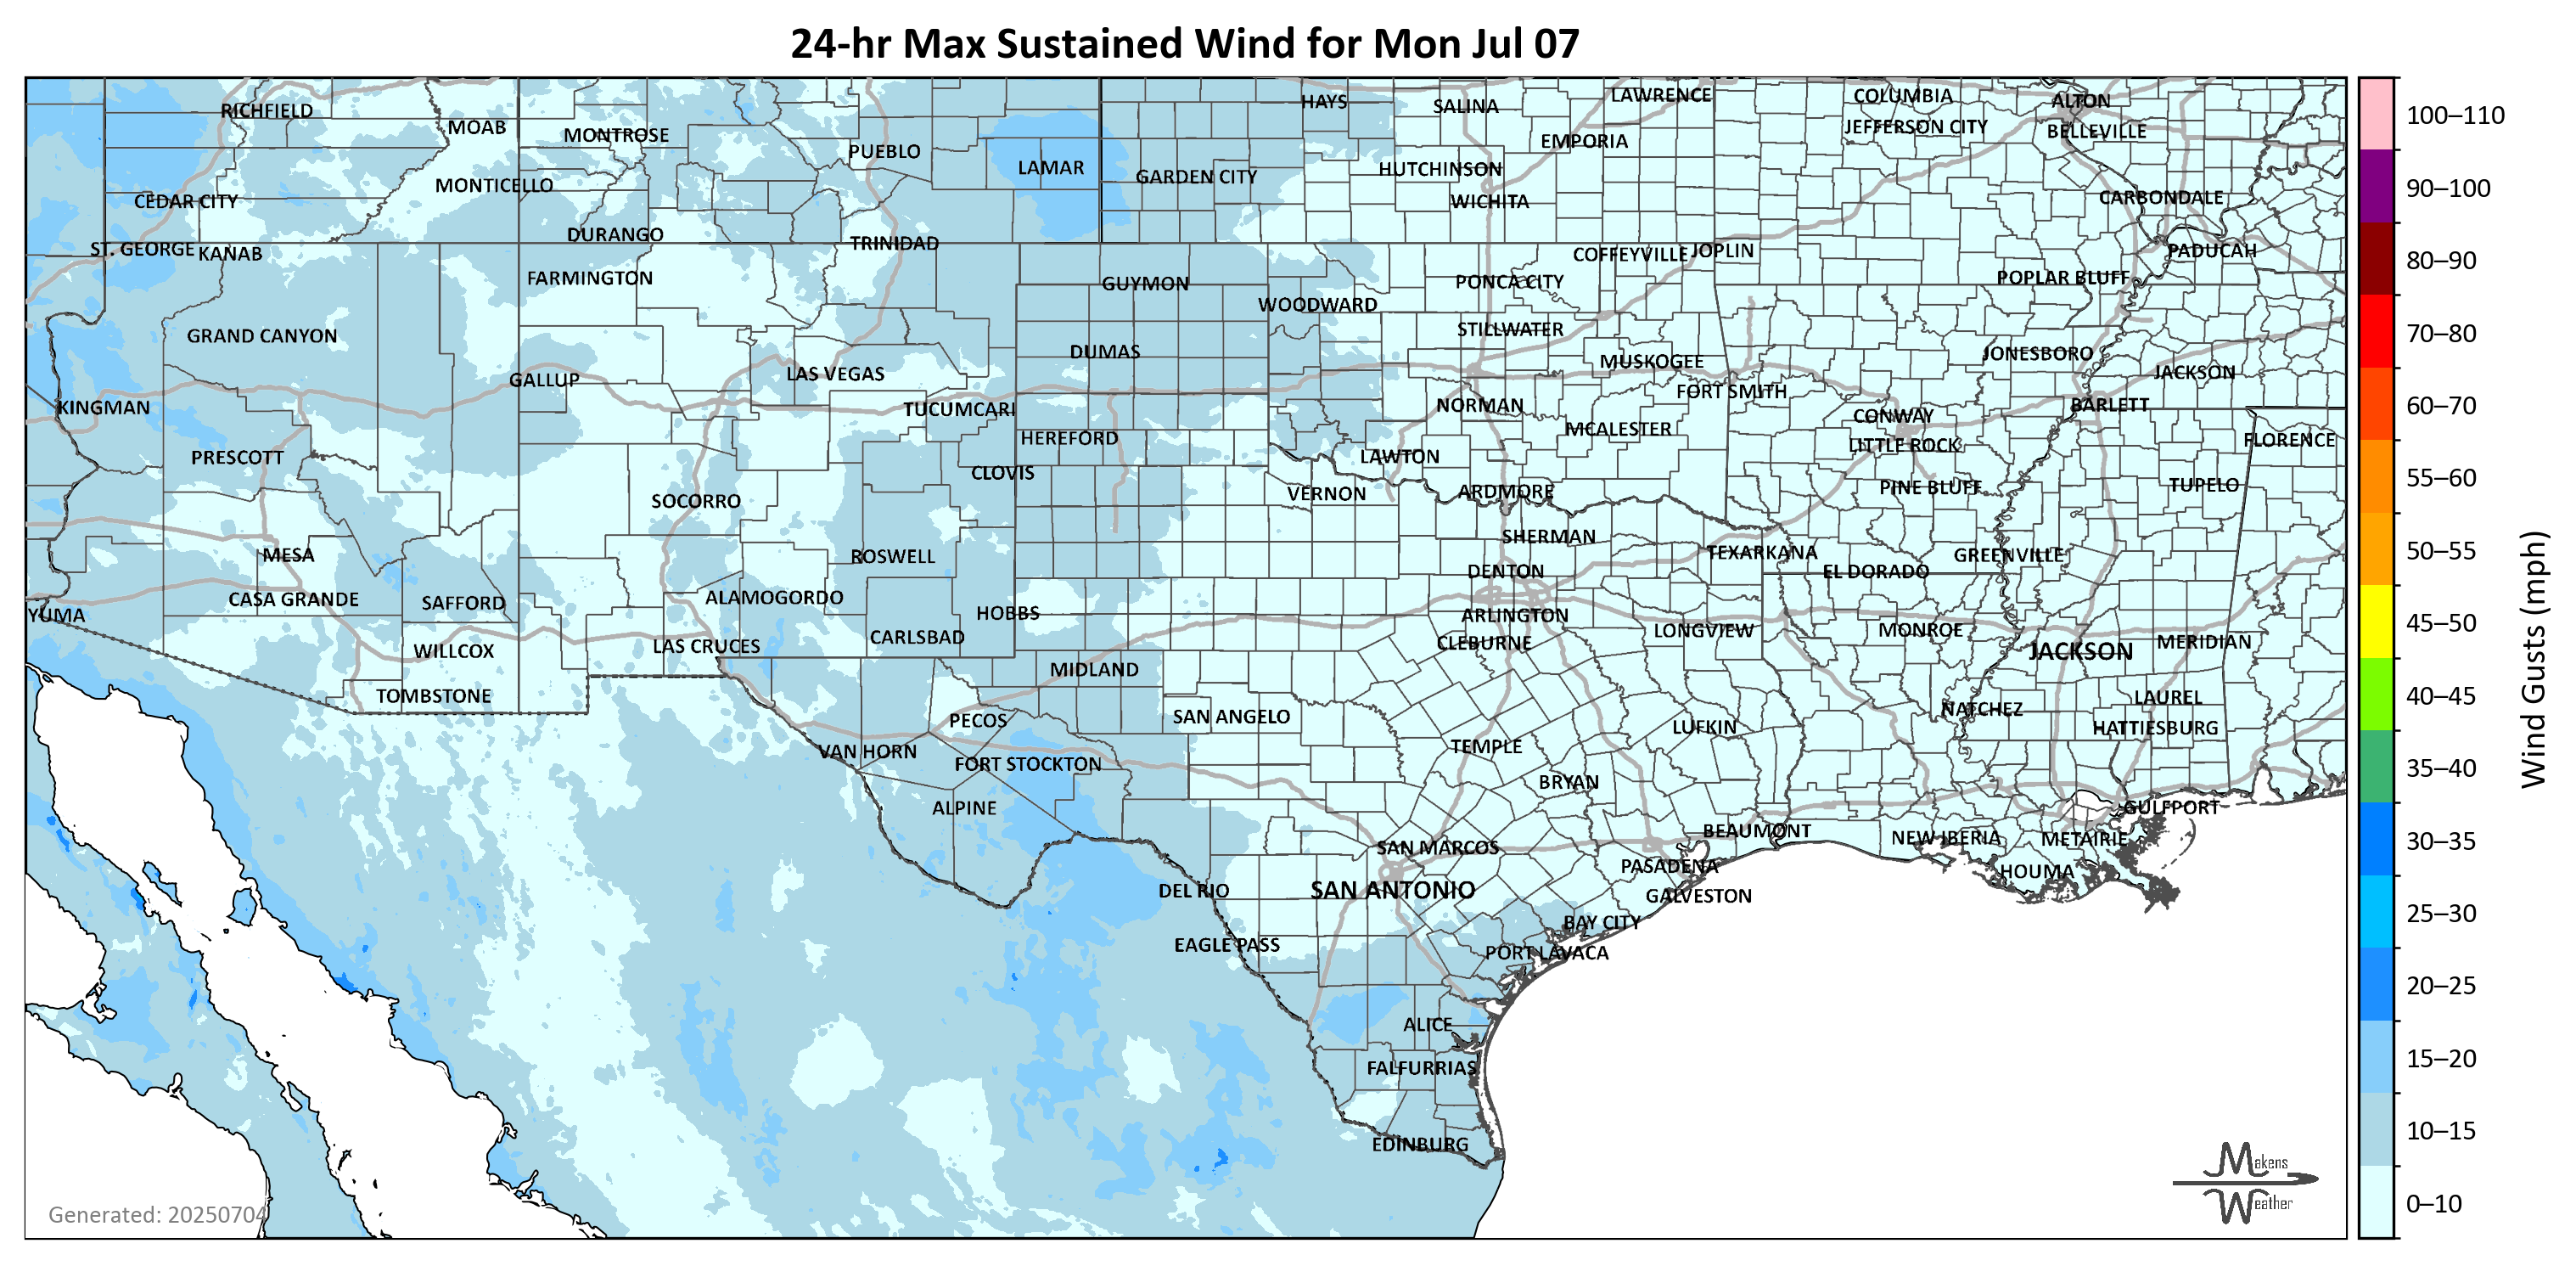 24-hr Max Sustained Wind for Mon Jul 07
RICHFIELD
MOAB
MONTROSE
PUEBLO
LAMAR
HAYS
SALINA
LAWRENCE
EMPORIA
COLUMBIA
JEFFERSON CITY
ALTON
BELLEVILLE
CEDAR CITY
MONTICELLO
GARDEN CITY
HUTCHINSON
WICHITA
CARBONDALE
ST. GEORGE
KANAB
DURANGO
TRINIDAD
COFFEYVILLE
JOPLIN
PADUCAH
FARMINGTON
GUYMON
WOODWARD
PONCA CITY
POPLAR BLUFF
GRAND CANYON
DUMAS
STILLWATER
MUSKOGEE
JONESBORO
JACKSON
GALLUP
LAS VEGAS
KINGMAN
TUCUMCARI
NORMAN
FORT SMITH
CONWAY
BARLETT
PRESCOTT
HEREFORD
CLOVIS
LAWTON
MCALESTER
LITTLE ROCK
FLORENCE
SOCORRO
VERNON
ARDMORE
PINE BLUFF
TUPELO
MESA
ROSWELL
SHERMAN
TEXARKANA
GREENVILLE
DENTON
EL DORADO
YUMA
CASA GRANDE
SAFFORD
ALAMOGORDO
HOBBS
ARLINGTON
WILLCOX
LAS CRUCES
CARLSBAD
CLEBURNE
LONGVIEW
MONROE
JACKSON
MERIDIAN
TOMBSTONE
MIDLAND
LAUREL
PECOS
SAN ANGELO
LUFKIN
NATCHEZ
HATTIESBURG
VAN HORN
FORT STOCKTON
TEMPLE
BRYAN
ALPINE
GULFPORT
SAN MARCOS
BEAUMONT
NEW IBERIA
METAIRIE
DEL RIO
SAN ANTONIO
PASADENA
GALVESTON
HOUMA
EAGLE PASS
BAY CITY
PORT LAVACA
ALICE
FALFURRIAS
EDINBURG
Generated: 20250704
Makens
Weather
100–110
90–100
80–90
70–80
60–70
55–60
50–55
45–50
40–45
35–40
30–35
25–30
20–25
15–20
10–15
0–10
Wind Gusts (mph)